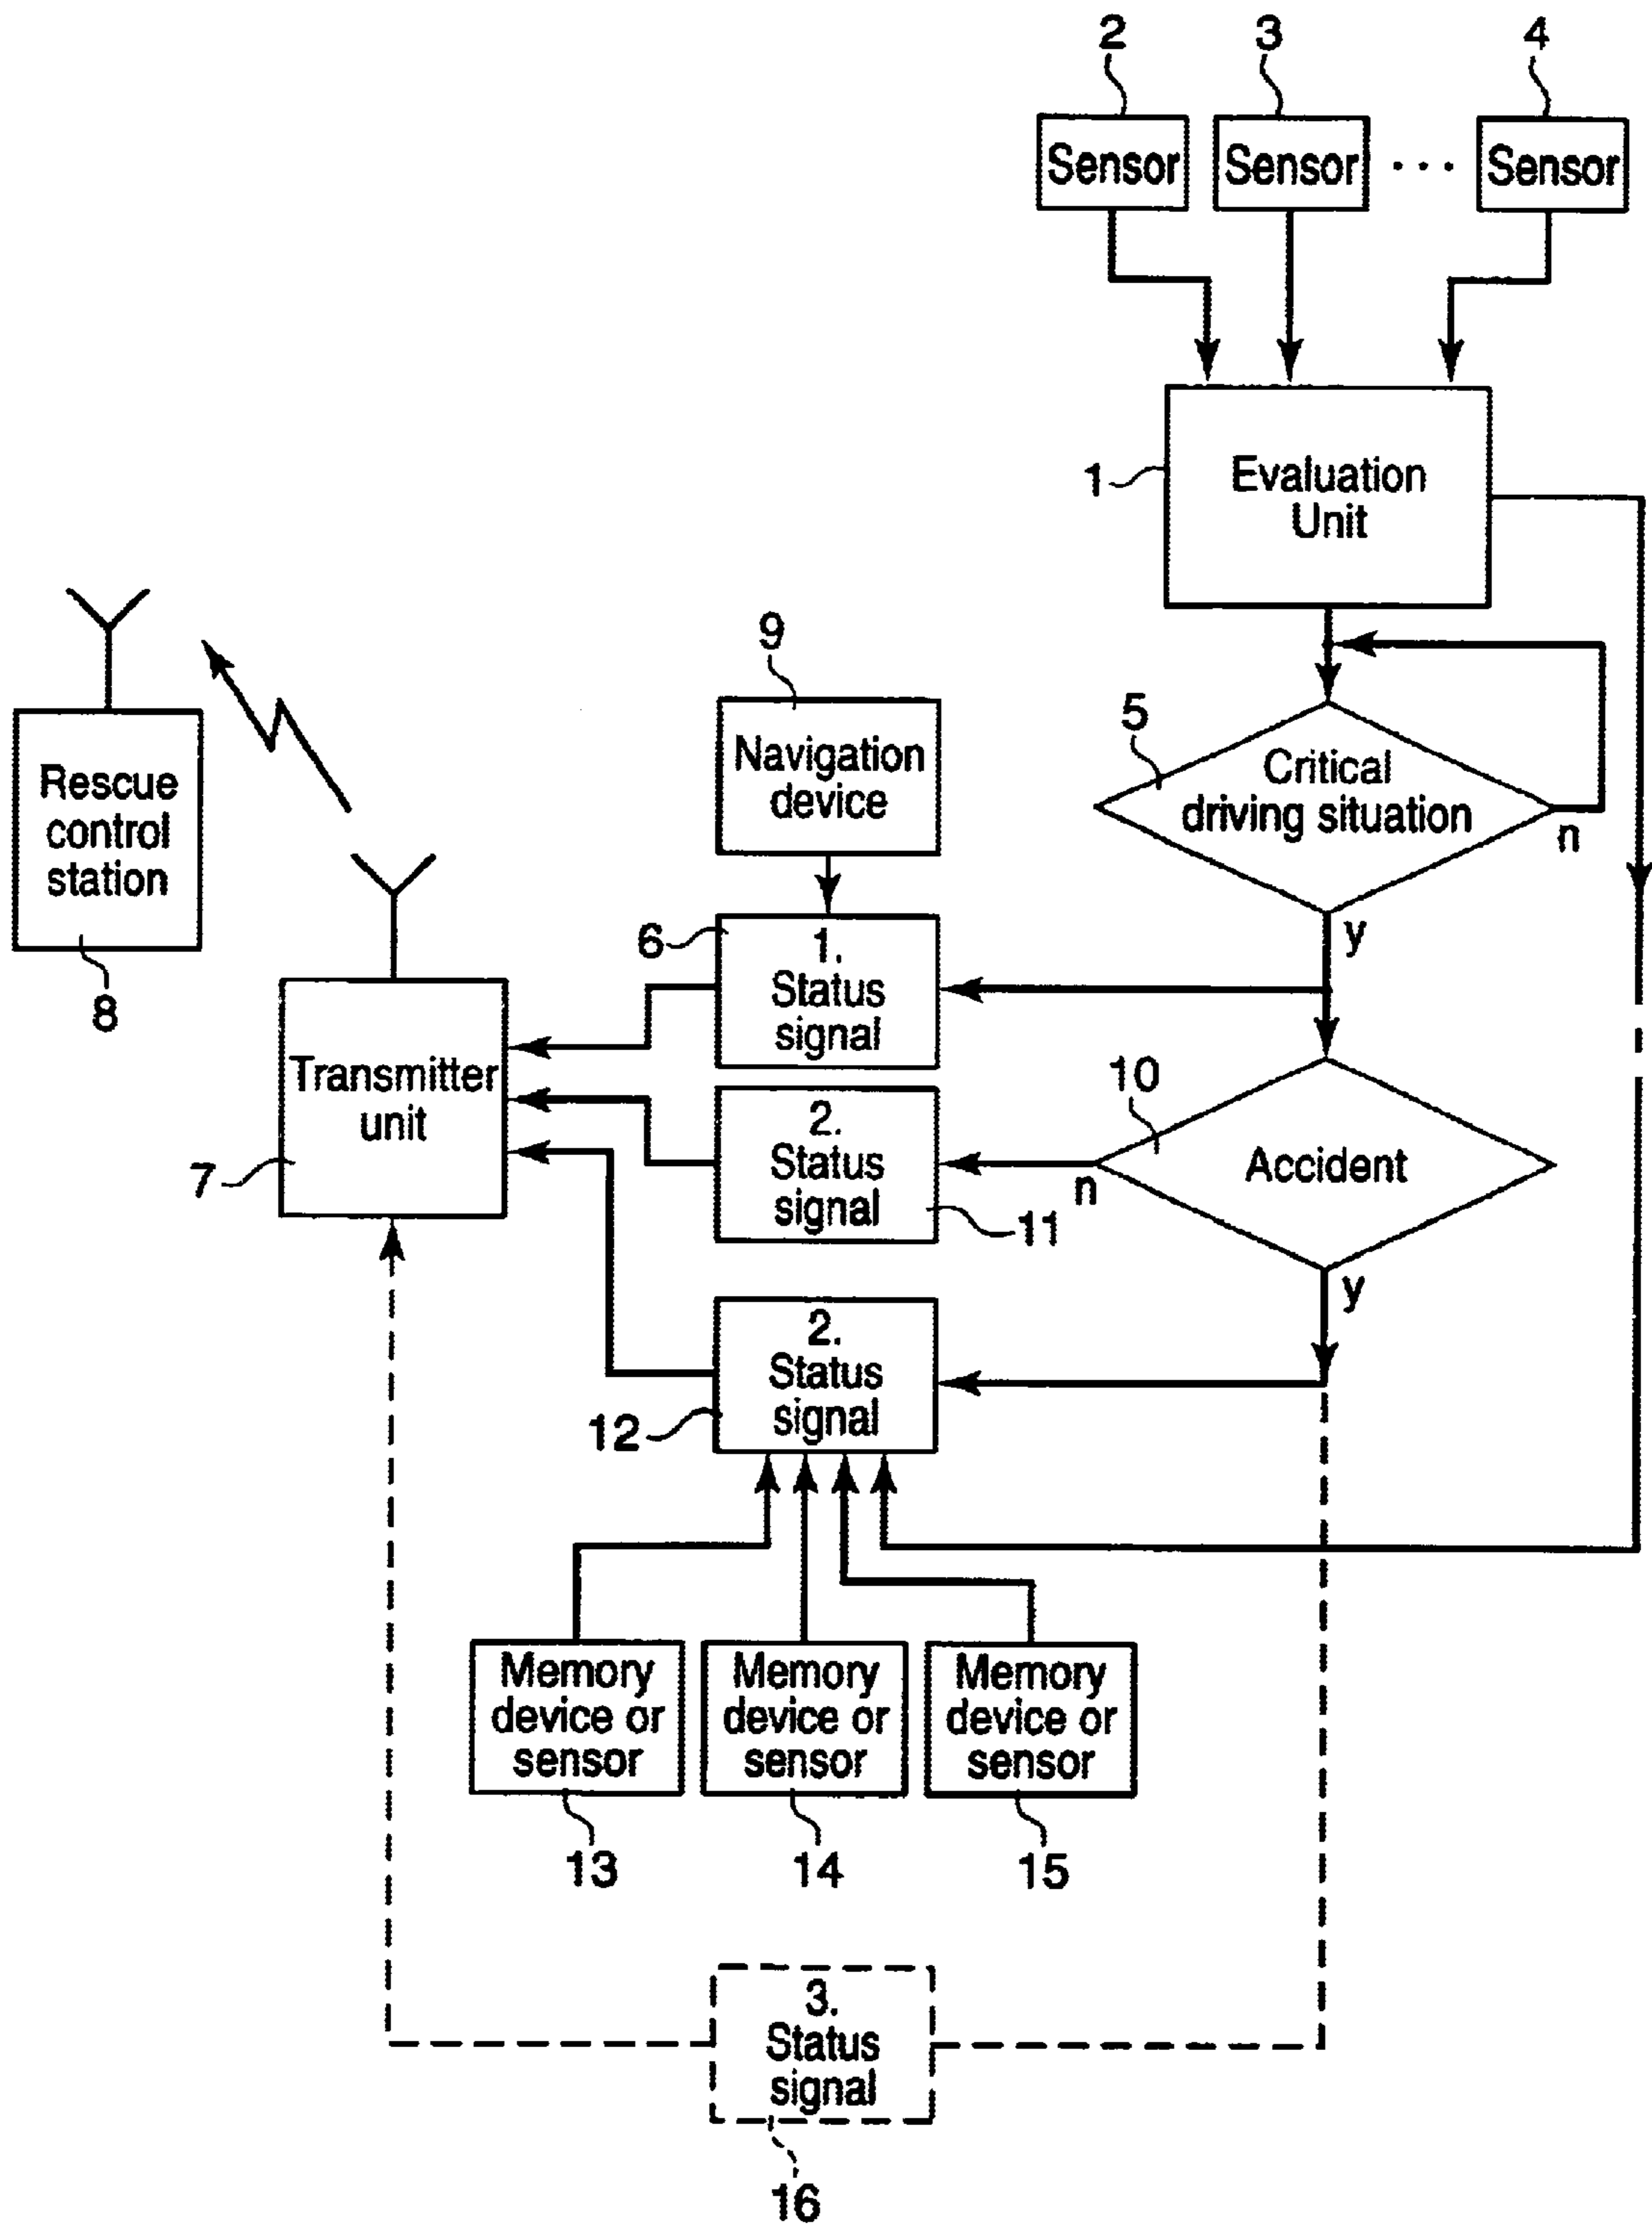 2
3
4
Sensor
Sensor
. . .
Sensor
1
Evaluation
Unit
9
Navigation
device
5
Critical
driving situation
n
y
Rescue
control
station
8
6
1.
Status
signal
Transmitter
unit
7
2.
Status
signal
11
10
Accident
n
y
2.
Status
signal
12
Memory
device or
sensor
Memory
device or
sensor
Memory
device or
sensor
13
14
15
3.
Status
signal
16